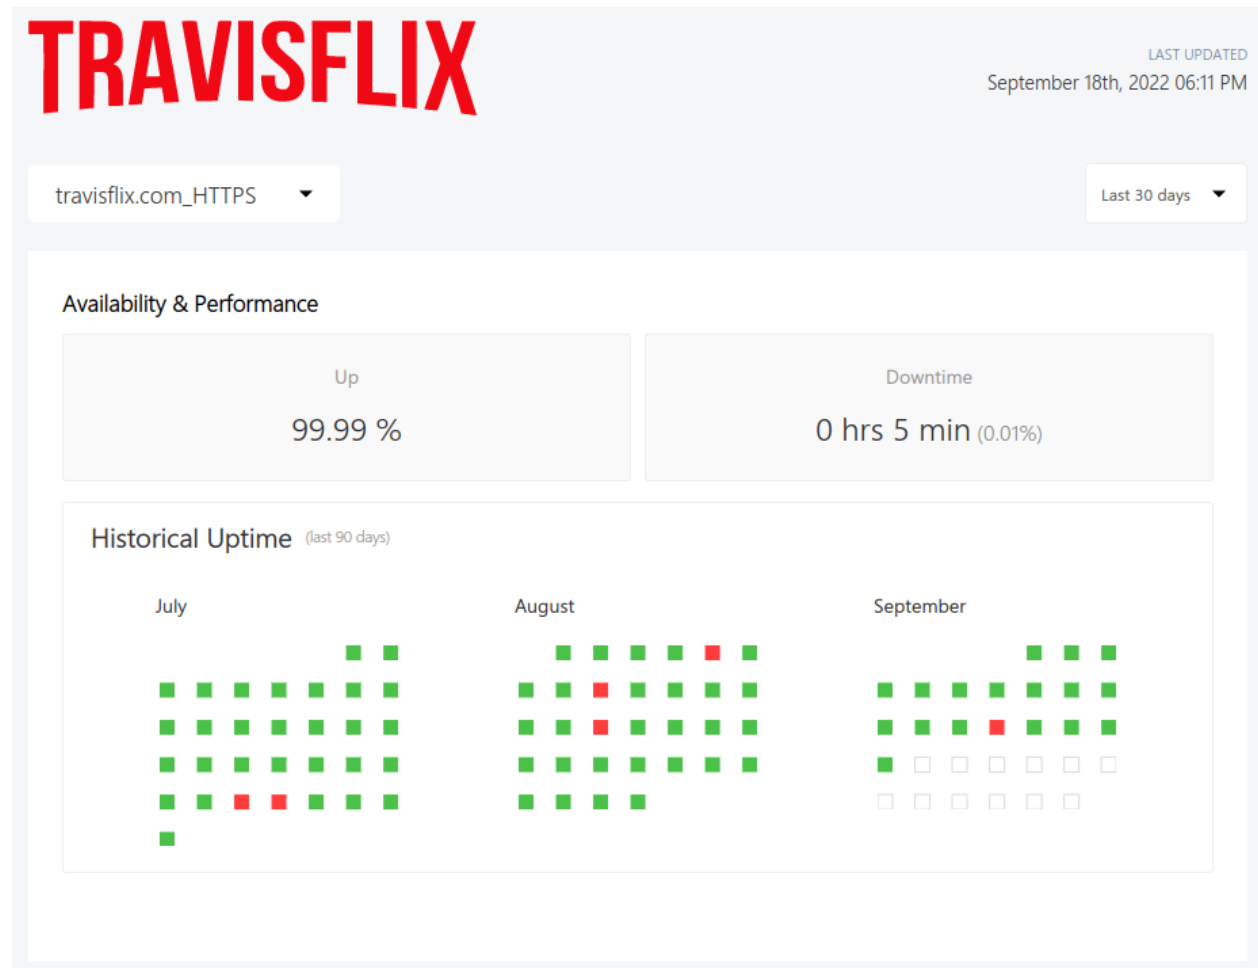 TRAVISFLIX
LAST UPDATED
September 18th, 2022 06:11 PM
travisflix.com_HTTPS
Last 30 days
Availability & Performance
Up
99.99 %
Downtime
0 hrs 5 min (0.01%)
Historical Uptime (last 90 days)
July
August
September